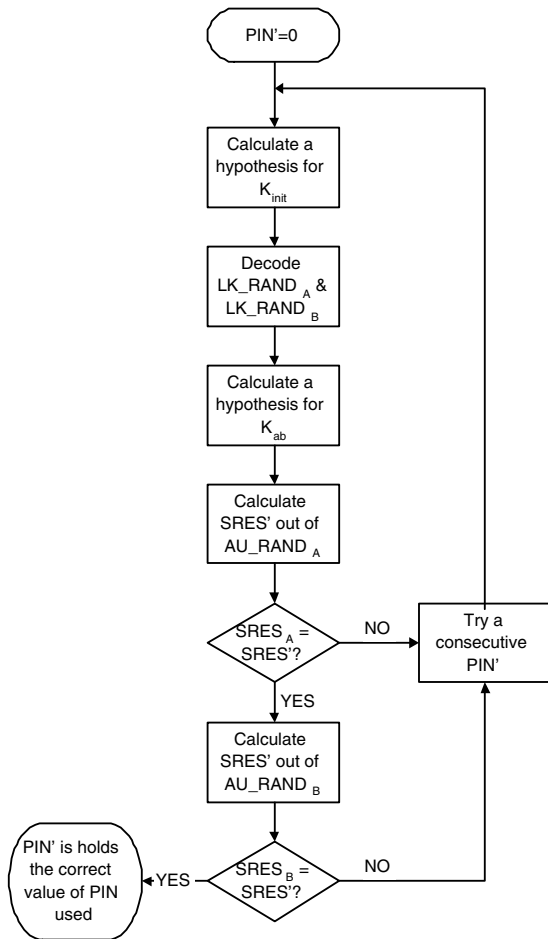 PIN'=0
Calculate a
hypothesis for
K init
Decode
LK_RAND A &
LK_RAND B
Calculate a
hypothesis for
K ab
Calculate
SRES' out of
AU_RAND A
SRES A =
SRES'?
NO
Try a
consecutive
PIN'
YES
Calculate
SRES' out of
AU_RAND B
SRES B =
SRES'?
NO
YES
PIN' is holds
the correct
value of PIN
used